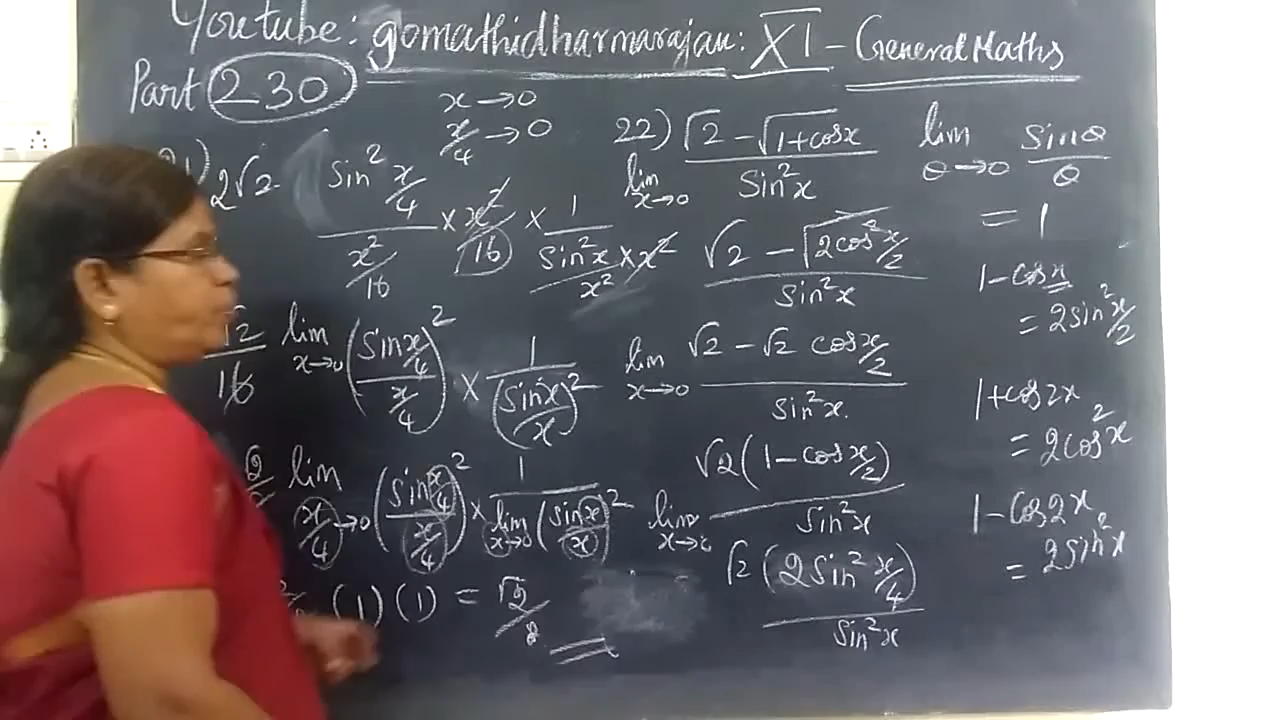 Youtube: gomathidharmarajan: XI - General Maths
Part 230
x → 0
x/4 → 0
2√2 sin² x/4 / x²/16 × x²/16 × 1 / sin²x/x² × x²
√2/16 lim x→0 (sin x/4 / x/4)² × 1 / (sin x / x)²
lim x/4→0 (sin x/4 / x/4)² × 1 / lim x→0 (sin x / x)²
(1)(1) = √2/8
22) √2 - √1+cosx / sin²x
lim x→0
√2 - √2cos² x/2 / sin²x
lim x→0 √2 - √2 cos x/2 / sin²x.
lim x→0 √2 (1 - cos x/2) / sin²x
√2 (2 sin² x/4) / sin²x
lim θ→0 sinθ / θ
= 1
1 - cosx
= 2sin² x/2
1+cos2x
= 2cos²x
1 - cos2x
= 2sin²x